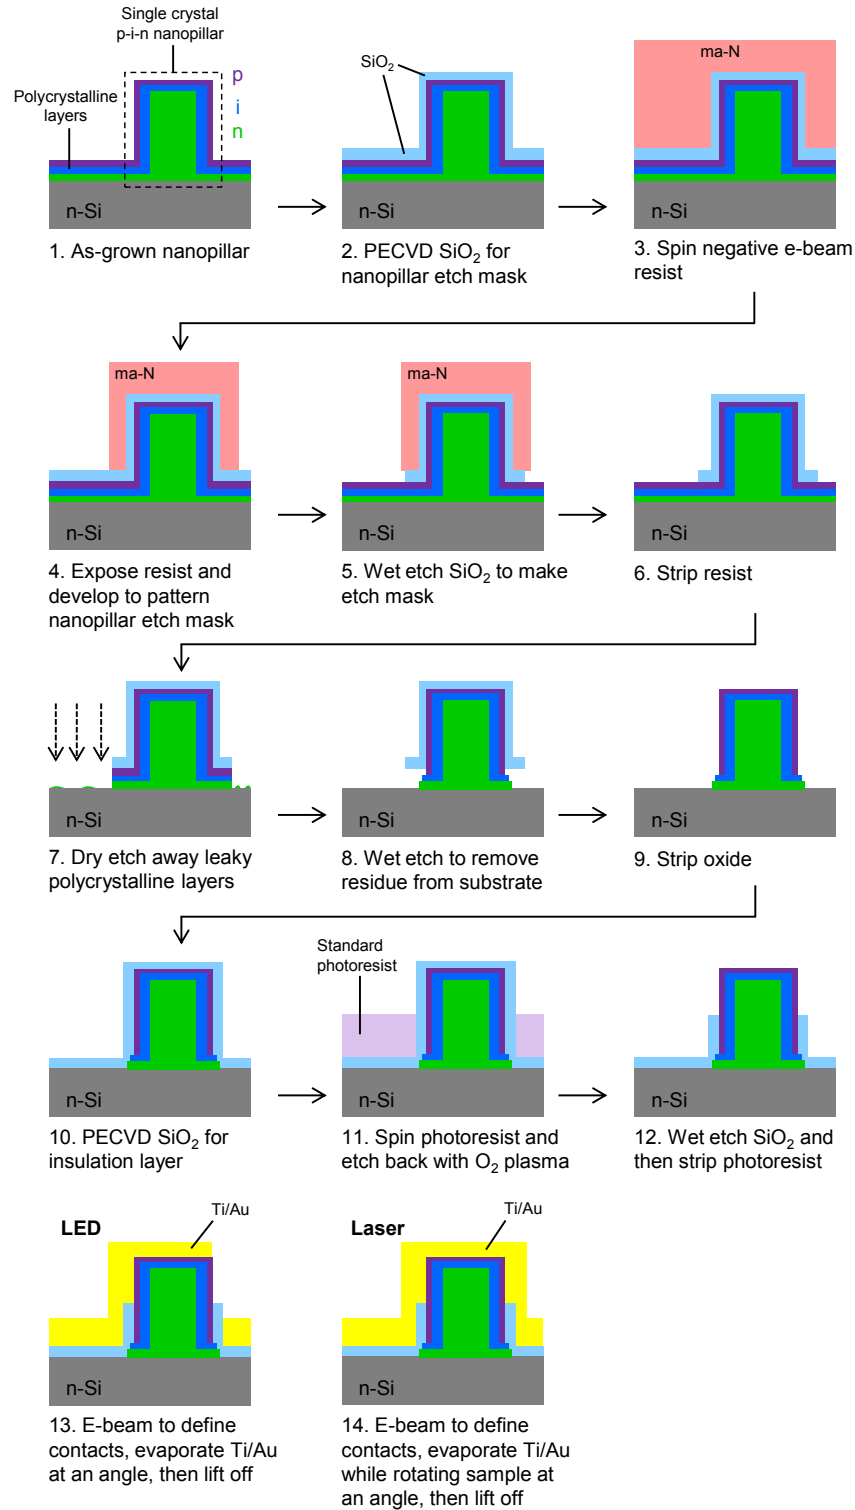 Single crystal
p-i-n nanopillar
p
i
n
Polycrystalline
layers
n-Si
1. As-grown nanopillar
SiO2
n-Si
2. PECVD SiO2 for
nanopillar etch mask
ma-N
n-Si
3. Spin negative e-beam
resist
ma-N
n-Si
4. Expose resist and
develop to pattern
nanopillar etch mask
ma-N
n-Si
5. Wet etch SiO2 to make
etch mask
n-Si
6. Strip resist
n-Si
7. Dry etch away leaky
polycrystalline layers
n-Si
8. Wet etch to remove
residue from substrate
n-Si
9. Strip oxide
n-Si
10. PECVD SiO2 for
insulation layer
Standard
photoresist
n-Si
11. Spin photoresist and
etch back with O2 plasma
n-Si
12. Wet etch SiO2 and
then strip photoresist
LED
Ti/Au
n-Si
13. E-beam to define
contacts, evaporate Ti/Au
at an angle, then lift off
Laser
Ti/Au
n-Si
14. E-beam to define
contacts, evaporate Ti/Au
while rotating sample at
an angle, then lift off